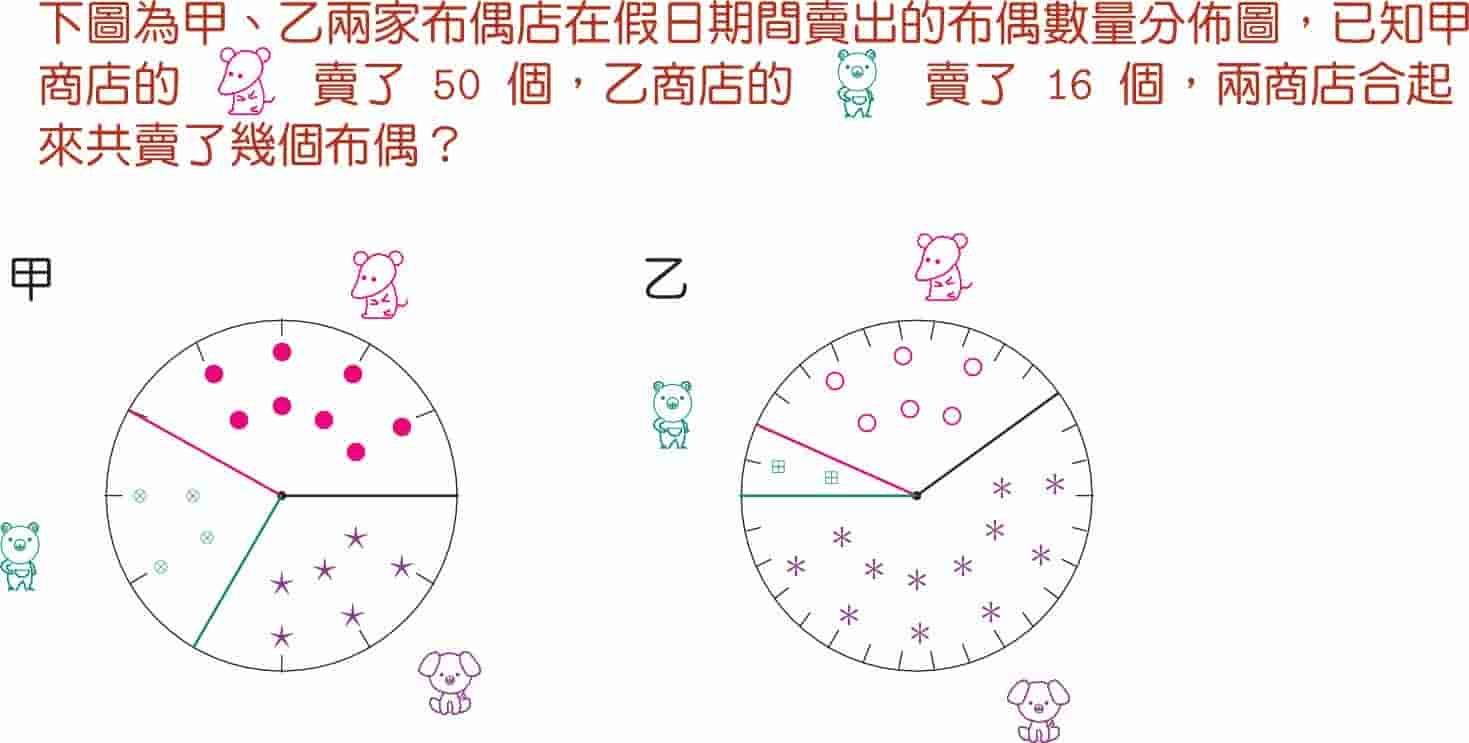 下圖為甲、乙兩家布偶店在假日期間賣出的布偶數量分佈圖，已知甲
商店的 賣了 50 個，乙商店的 賣了 16 個，兩商店合起
來共賣了幾個布偶？
甲
乙